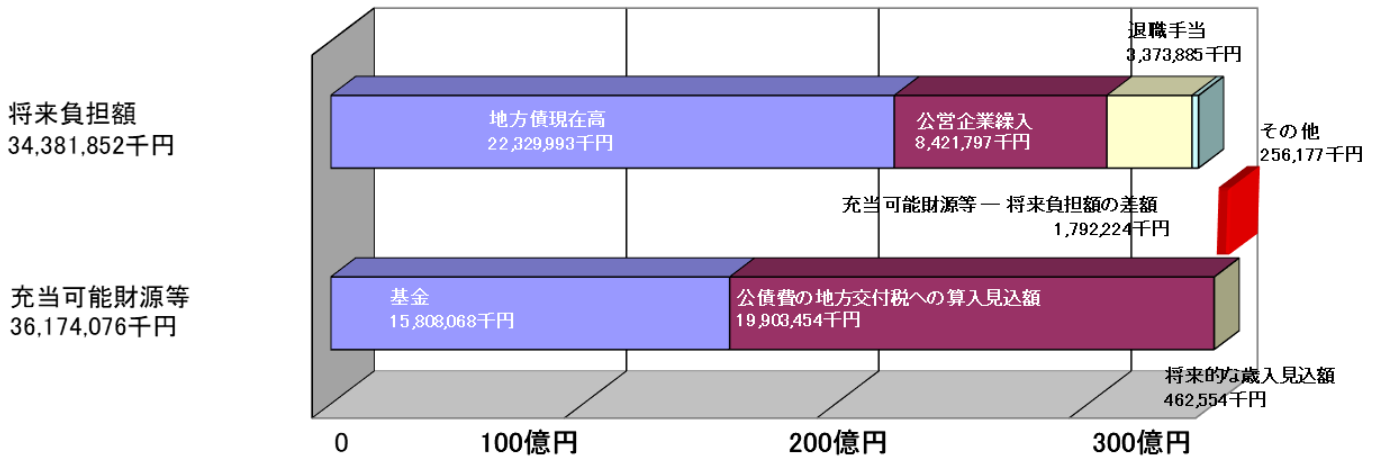 退職手当
3,373,885千円
将来負担額
34,381,852千円
地方債現在高
22,329,993千円
公営企業繰入
8,421,797千円
その他
256,177千円
充当可能財源等 ― 将来負担額の差額
1,792,224千円
充当可能財源等
36,174,076千円
基金
15,808,068千円
公債費の地方交付税への算入見込額
19,903,454千円
将来的な歳入見込額
462,554千円
0 100億円 200億円 300億円